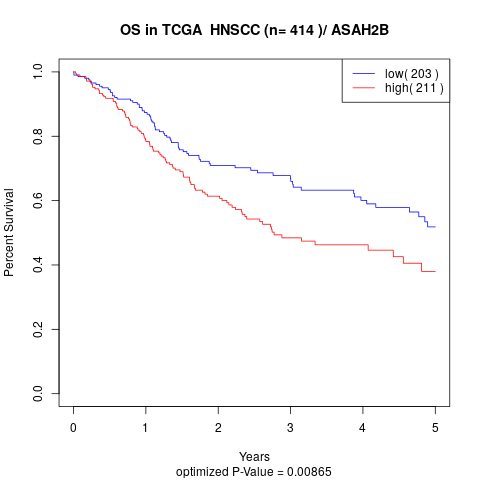 OS in TCGA  HNSCC (n= 414 )/ ASAH2B
low( 203 )
high( 211 )
Percent Survival
1.0
0.8
0.6
0.4
0.2
0.0
0 1 2 3 4 5
Years
optimized P-Value = 0.00865